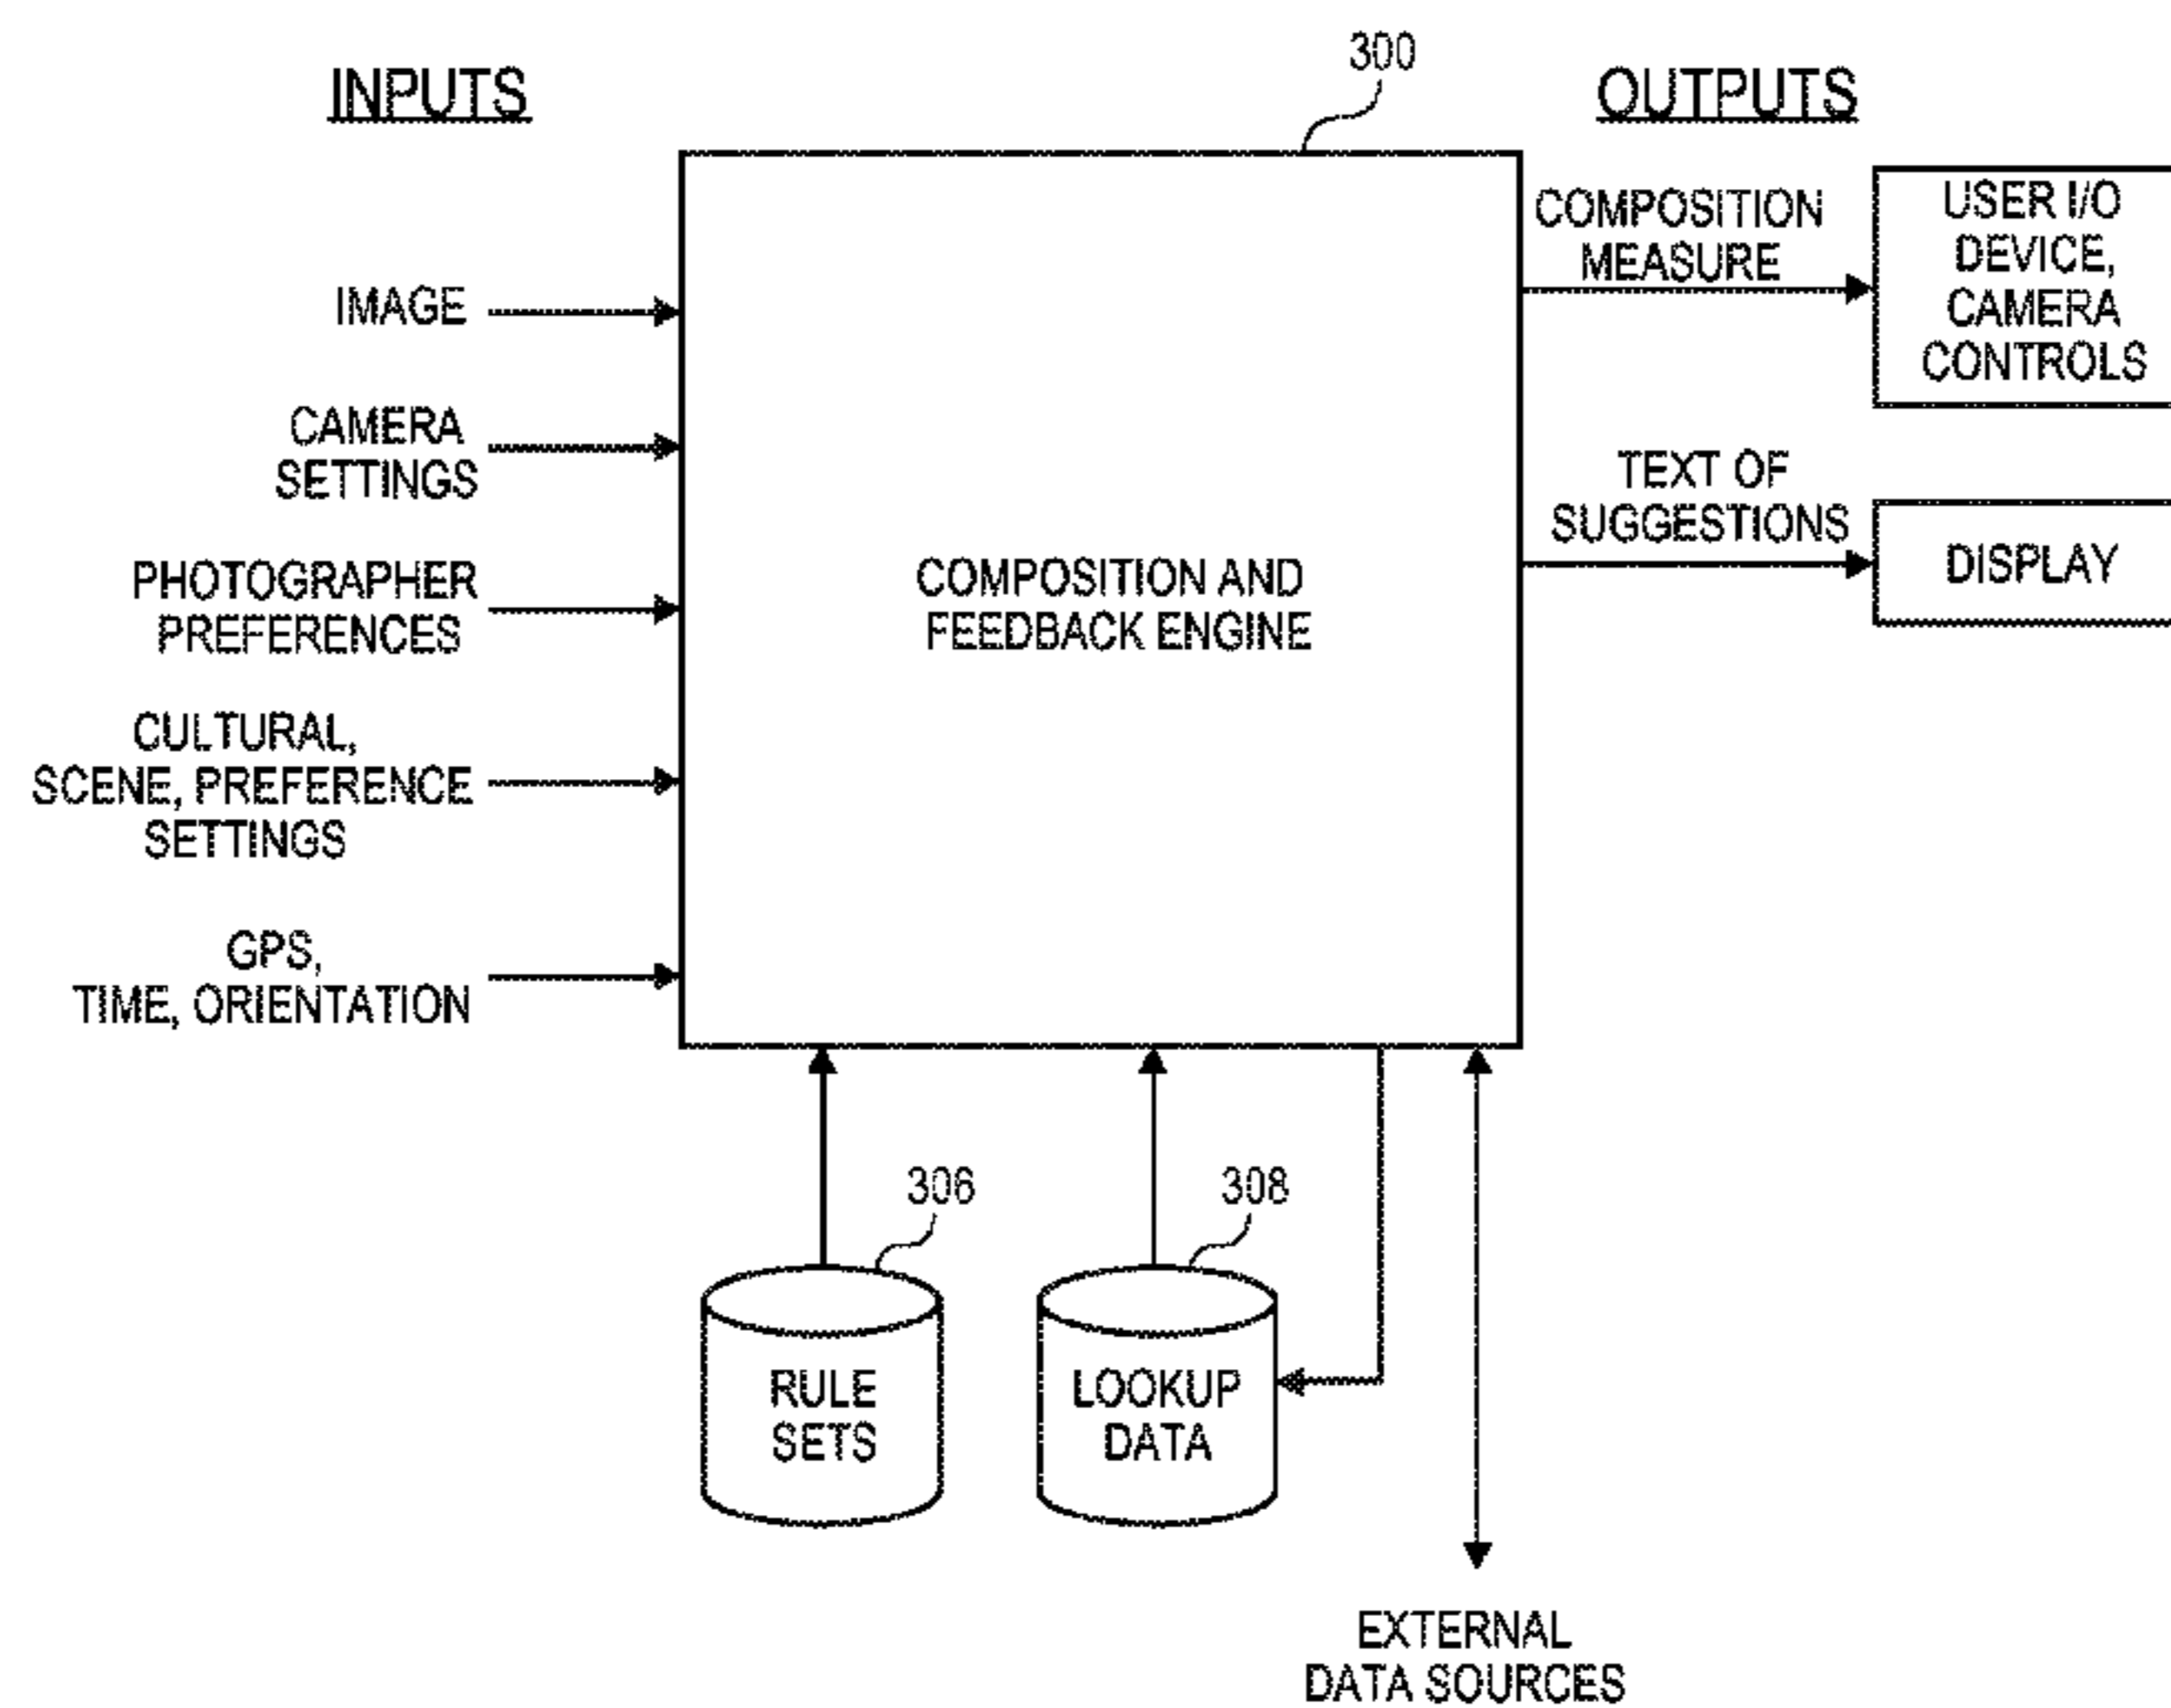 INPUTS
300
OUTPUTS
IMAGE
CAMERA
SETTINGS
PHOTOGRAPHER
PREFERENCES
CULTURAL,
SCENE, PREFERENCE
SETTINGS
GPS,
TIME, ORIENTATION
COMPOSITION AND
FEEDBACK ENGINE
COMPOSITION
MEASURE
USER I/O
DEVICE,
CAMERA
CONTROLS
TEXT OF
SUGGESTIONS
DISPLAY
306
308
RULE
SETS
LOOKUP
DATA
EXTERNAL
DATA SOURCES